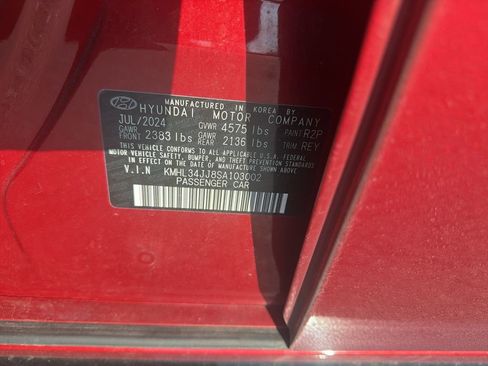 MANUFACTURED IN KOREA BY
HYUNDAI MOTOR COMPANY
JUL/2024 GVWR 4575 lbs PAINT R2P
GAWR FRONT 2383 lbs GAWR REAR 2136 lbs TRIM REY
THIS VEHICLE CONFORMS TO ALL APPLICABLE U.S.A. FEDERAL
MOTOR VEHICLE SAFETY, BUMPER, AND THEFT PREVENTION STANDARDS
IN EFFECT ON THE DATE OF MANUFACTURE SHOWN ABOVE
V.I.N KMHL34JJ8SA103002
PASSENGER CAR